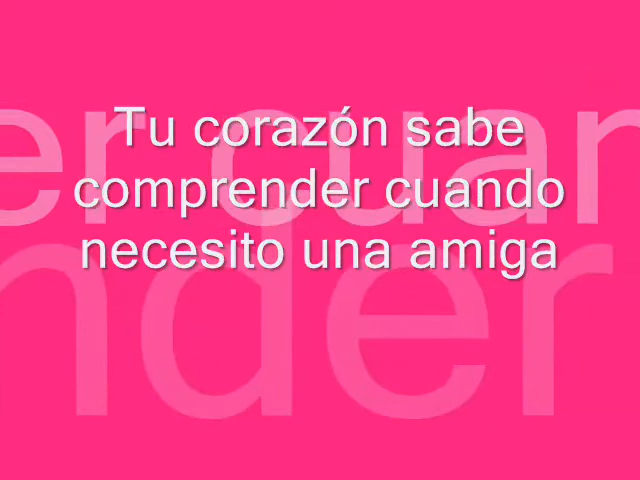 Tu corazón sabe
comprender cuando
necesito una amiga